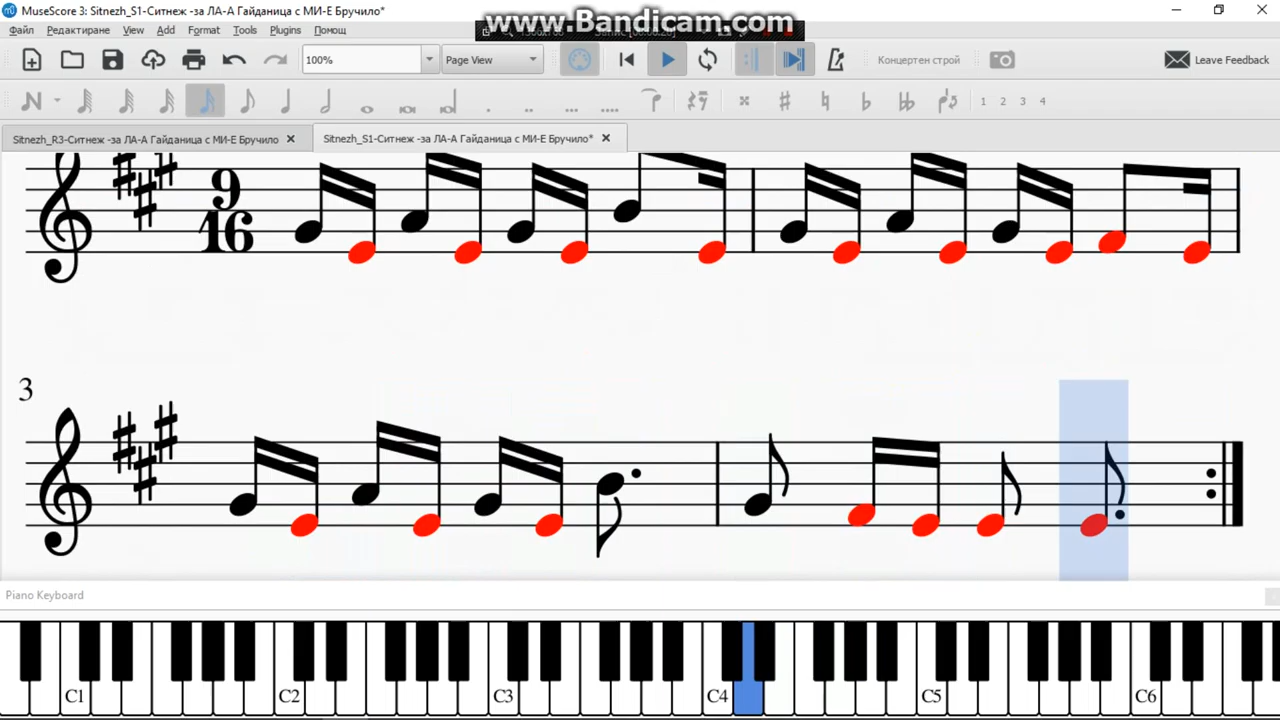 MuseScore 3: Sitnezh_S1-Ситнеж -за ЛА-А Гайданица с МИ-Е Бручило*
www.Bandicam.com
Файл Редактиране View Add Format Tools Plugins Помощ
100% Page View Концертен строй Leave Feedback
1 2 3 4
Sitnezh_R3-Ситнеж -за ЛА-А Гайданица с МИ-Е Бручило Sitnezh_S1-Ситнеж -за ЛА-А Гайданица с МИ-Е Бручило*
9
16
3
Piano Keyboard
C1 C2 C3 C4 C5 C6